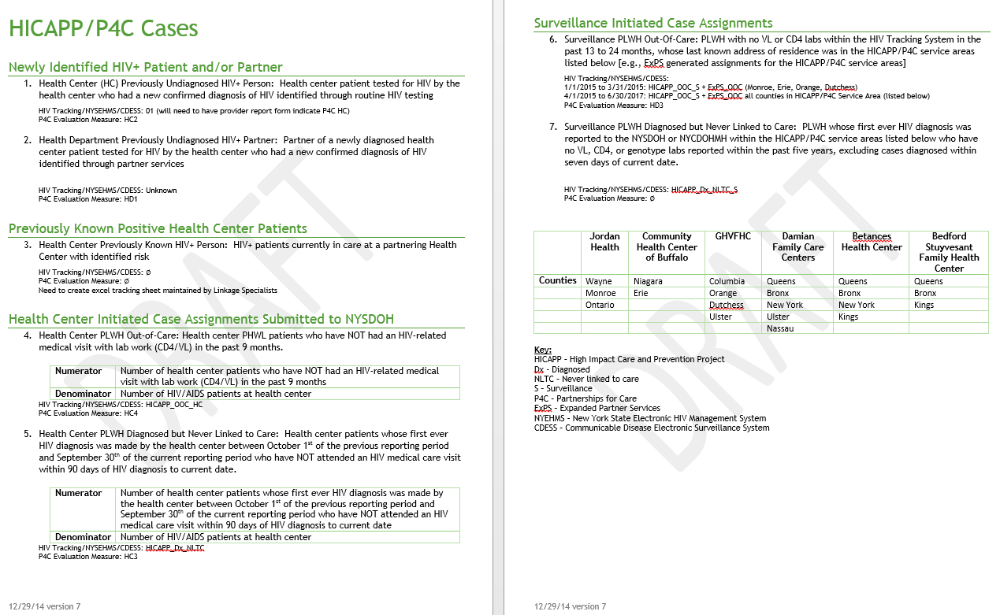 HICAPP/P4C Cases
Newly Identified HIV+ Patient and/or Partner
1. Health Center (HC) Previously Undiagnosed HIV+ Person: Health center patient tested for HIV by the
health center who had a new confirmed diagnosis of HIV identified through routine HIV testing
HIV Tracking/NYSEHMS/CDESS: 01 (will need to have provider report form indicate P4C HC)
P4C Evaluation Measure: HC2
2. Health Department Previously Undiagnosed HIV+ Partner: Partner of a newly diagnosed health
center patient tested for HIV by the health center who had a new confirmed diagnosis of HIV
identified through partner services
HIV Tracking/NYSEHMS/CDESS: Unknown
P4C Evaluation Measure: HD1
Previously Known Positive Health Center Patients
3. Health Center Previously Known HIV+ Person: HIV+ patients currently in care at a partnering Health
Center with identified risk
HIV Tracking/NYSEHMS/CDESS: Ø
P4C Evaluation Measure: Ø
Need to create excel tracking sheet maintained by Linkage Specialists
Health Center Initiated Case Assignments Submitted to NYSDOH
4. Health Center PLWH Out-of-Care: Health center PHWL patients who have NOT had an HIV-related
medical visit with lab work (CD4/VL) in the past 9 months.
Numerator Number of health center patients who have NOT had an HIV-related medical
visit with lab work (CD4/VL) in the past 9 months
Denominator Number of HIV/AIDS patients at health center
HIV Tracking/NYSEHMS/CDESS: HICAPP_OOC_HC
P4C Evaluation Measure: HC4
5. Health Center PLWH Diagnosed but Never Linked to Care: Health center patients whose first ever
HIV diagnosis was made by the health center between October 1st of the previous reporting period
and September 30th of the current reporting period who have NOT attended an HIV medical care visit
within 90 days of HIV diagnosis to current date.
Numerator Number of health center patients whose first ever HIV diagnosis was made by
the health center between October 1st of the previous reporting period and
September 30th of the current reporting period who have NOT attended an HIV
medical care visit within 90 days of HIV diagnosis to current date
Denominator Number of HIV/AIDS patients at health center
HIV Tracking/NYSEHMS/CDESS: HICAPP_Dx_NLTC
P4C Evaluation Measure: HC3
12/29/14 version 7
DRAFT
Surveillance Initiated Case Assignments
6. Surveillance PLWH Out-Of-Care: PLWH with no VL or CD4 labs within the HIV Tracking System in the
past 13 to 24 months, whose last known address of residence was in the HICAPP/P4C service areas
listed below [e.g., ExPS generated assignments for the HICAPP/P4C service areas]
HIV Tracking/NYSEHMS/CDESS:
1/1/2015 to 3/31/2015: HICAPP_OOC_S + ExPS_OOC (Monroe, Erie, Orange, Dutchess)
4/1/2015 to 6/30/2017: HICAPP_OOC_S + ExPS_OOC all counties in HICAPP/P4C Service Area (listed below)
P4C Evaluation Measure: HD3
7. Surveillance PLWH Diagnosed but Never Linked to Care: PLWH whose first ever HIV diagnosis was
reported to the NYSDOH or NYCDOHMH within the HICAPP/P4C service areas listed below who have
no VL, CD4, or genotype labs reported within the past five years, excluding cases diagnosed within
seven days of current date.
HIV Tracking/NYSEHMS/CDESS: HICAPP_Dx_NLTC_S
P4C Evaluation Measure: Ø
Jordan Community GHVFHC Damian Betances Bedford
Health Health Center Family Care Health Center Stuyvesant
of Buffalo Centers Family Health
Center
Counties Wayne Niagara Columbia Queens Queens Queens
Monroe Erie Orange Bronx Bronx Bronx
Ontario Dutchess New York New York Kings
Ulster Ulster Kings
Nassau
Key:
HICAPP - High Impact Care and Prevention Project
Dx - Diagnosed
NLTC - Never linked to care
S - Surveillance
P4C - Partnerships for Care
ExPS - Expanded Partner Services
NYEHMS - New York State Electronic HIV Management System
CDESS - Communicable Disease Electronic Surveillance System
12/29/14 version 7
DRAFT